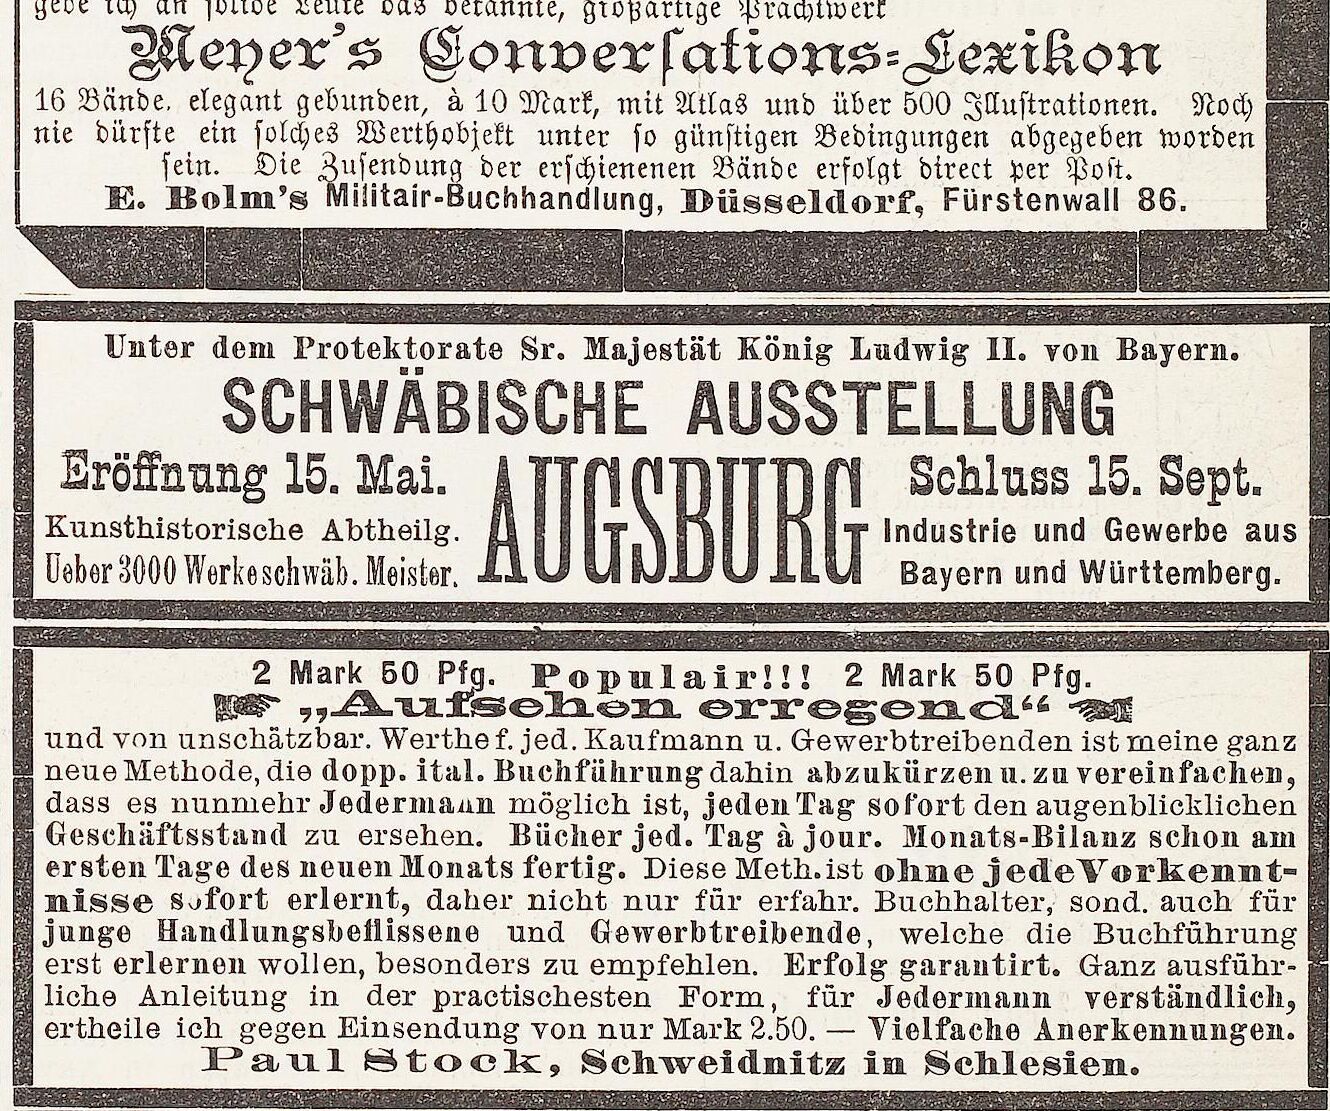 gebe ich an solide Leute das bekannte, großartige Prachtwerk
Meyer's Conversations-Lexikon
16 Bände, elegant gebunden, à 10 Mark, mit Atlas und über 500 Illustrationen. Noch
nie dürfte ein solches Werthobjekt unter so günstigen Bedingungen abgegeben worden
sein. Die Zusendung der erschienenen Bände erfolgt direct per Post.
E. Bolm's Militair-Buchhandlung, Düsseldorf, Fürstenwall 86.
Unter dem Protektorate Sr. Majestät König Ludwig II. von Bayern.
SCHWÄBISCHE AUSSTELLUNG
Eröffnung 15. Mai. AUGSBURG Schluss 15. Sept.
Kunsthistorische Abtheilg. Industrie und Gewerbe aus
Ueber 3000 Werke schwäb. Meister. Bayern und Württemberg.
2 Mark 50 Pfg. Populair!!! 2 Mark 50 Pfg.
„Aufsehen erregend“
und von unschätzbar. Werthe f. jed. Kaufmann u. Gewerbtreibenden ist meine ganz
neue Methode, die dopp. ital. Buchführung dahin abzukürzen u. zu vereinfachen,
dass es nunmehr Jedermann möglich ist, jeden Tag sofort den augenblicklichen
Geschäftsstand zu ersehen. Bücher jed. Tag à jour. Monats-Bilanz schon am
ersten Tage des neuen Monats fertig. Diese Meth. ist ohne jede Vorkennt-
nisse sofort erlernt, daher nicht nur für erfahr. Buchhalter, sond. auch für
junge Handlungsbeflissene und Gewerbtreibende, welche die Buchführung
erst erlernen wollen, besonders zu empfehlen. Erfolg garantirt. Ganz ausführ-
liche Anleitung in der practischesten Form, für Jedermann verständlich,
ertheile ich gegen Einsendung von nur Mark 2.50. — Vielfache Anerkennungen.
Paul Stock, Schweidnitz in Schlesien.